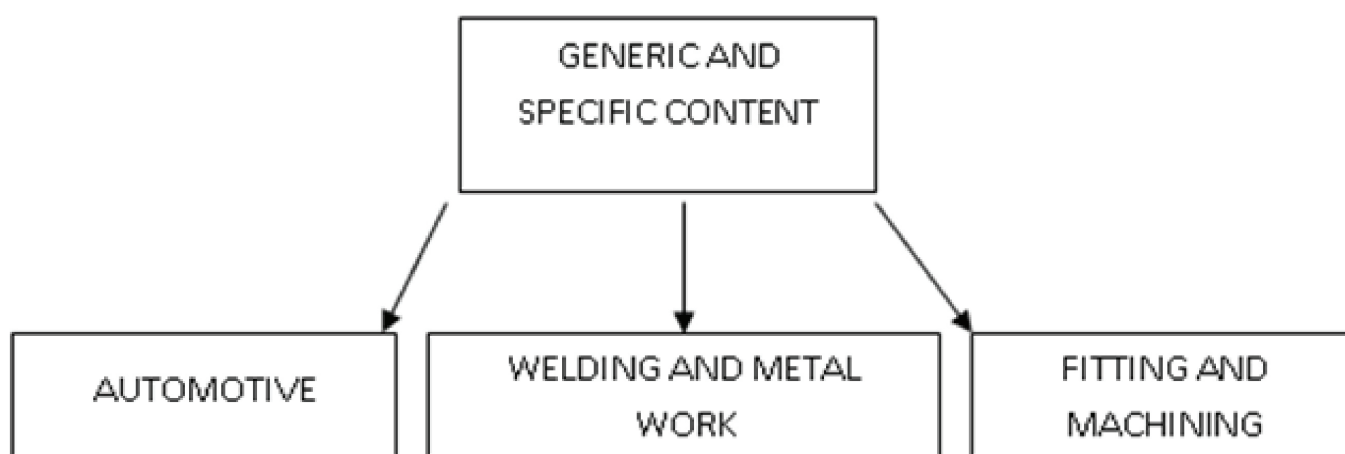 GENERIC AND
SPECIFIC CONTENT
AUTOMOTIVE
WELDING AND METAL
WORK
FITTING AND
MACHINING